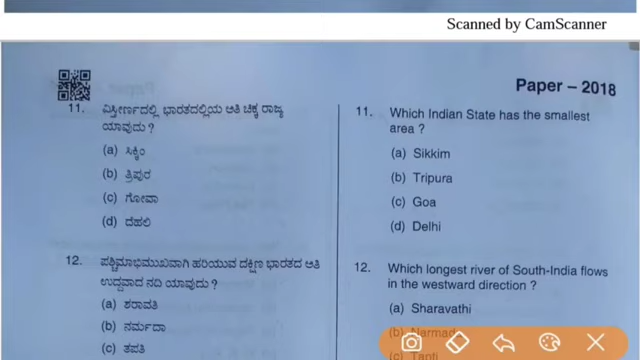 Scanned by CamScanner
Paper – 2018
11. ವಿಸ್ತೀರ್ಣದಲ್ಲಿ ಭಾರತದಲ್ಲಿಯ ಅತಿ ಚಿಕ್ಕ ರಾಜ್ಯ
ಯಾವುದು ?
(a) ಸಿಕ್ಕಿಂ
(b) ತ್ರಿಪುರ
(c) ಗೋವಾ
(d) ದೆಹಲಿ
12. ಪಶ್ಚಿಮಾಭಿಮುಖವಾಗಿ ಹರಿಯುವ ದಕ್ಷಿಣ ಭಾರತದ ಅತಿ
ಉದ್ದವಾದ ನದಿ ಯಾವುದು ?
(a) ಶರಾವತಿ
(b) ನರ್ಮದಾ
(c) ತಪತಿ
11. Which Indian State has the smallest
area ?
(a) Sikkim
(b) Tripura
(c) Goa
(d) Delhi
12. Which longest river of South-India flows
in the westward direction ?
(a) Sharavathi
(b) Narmad
(c) Tapti